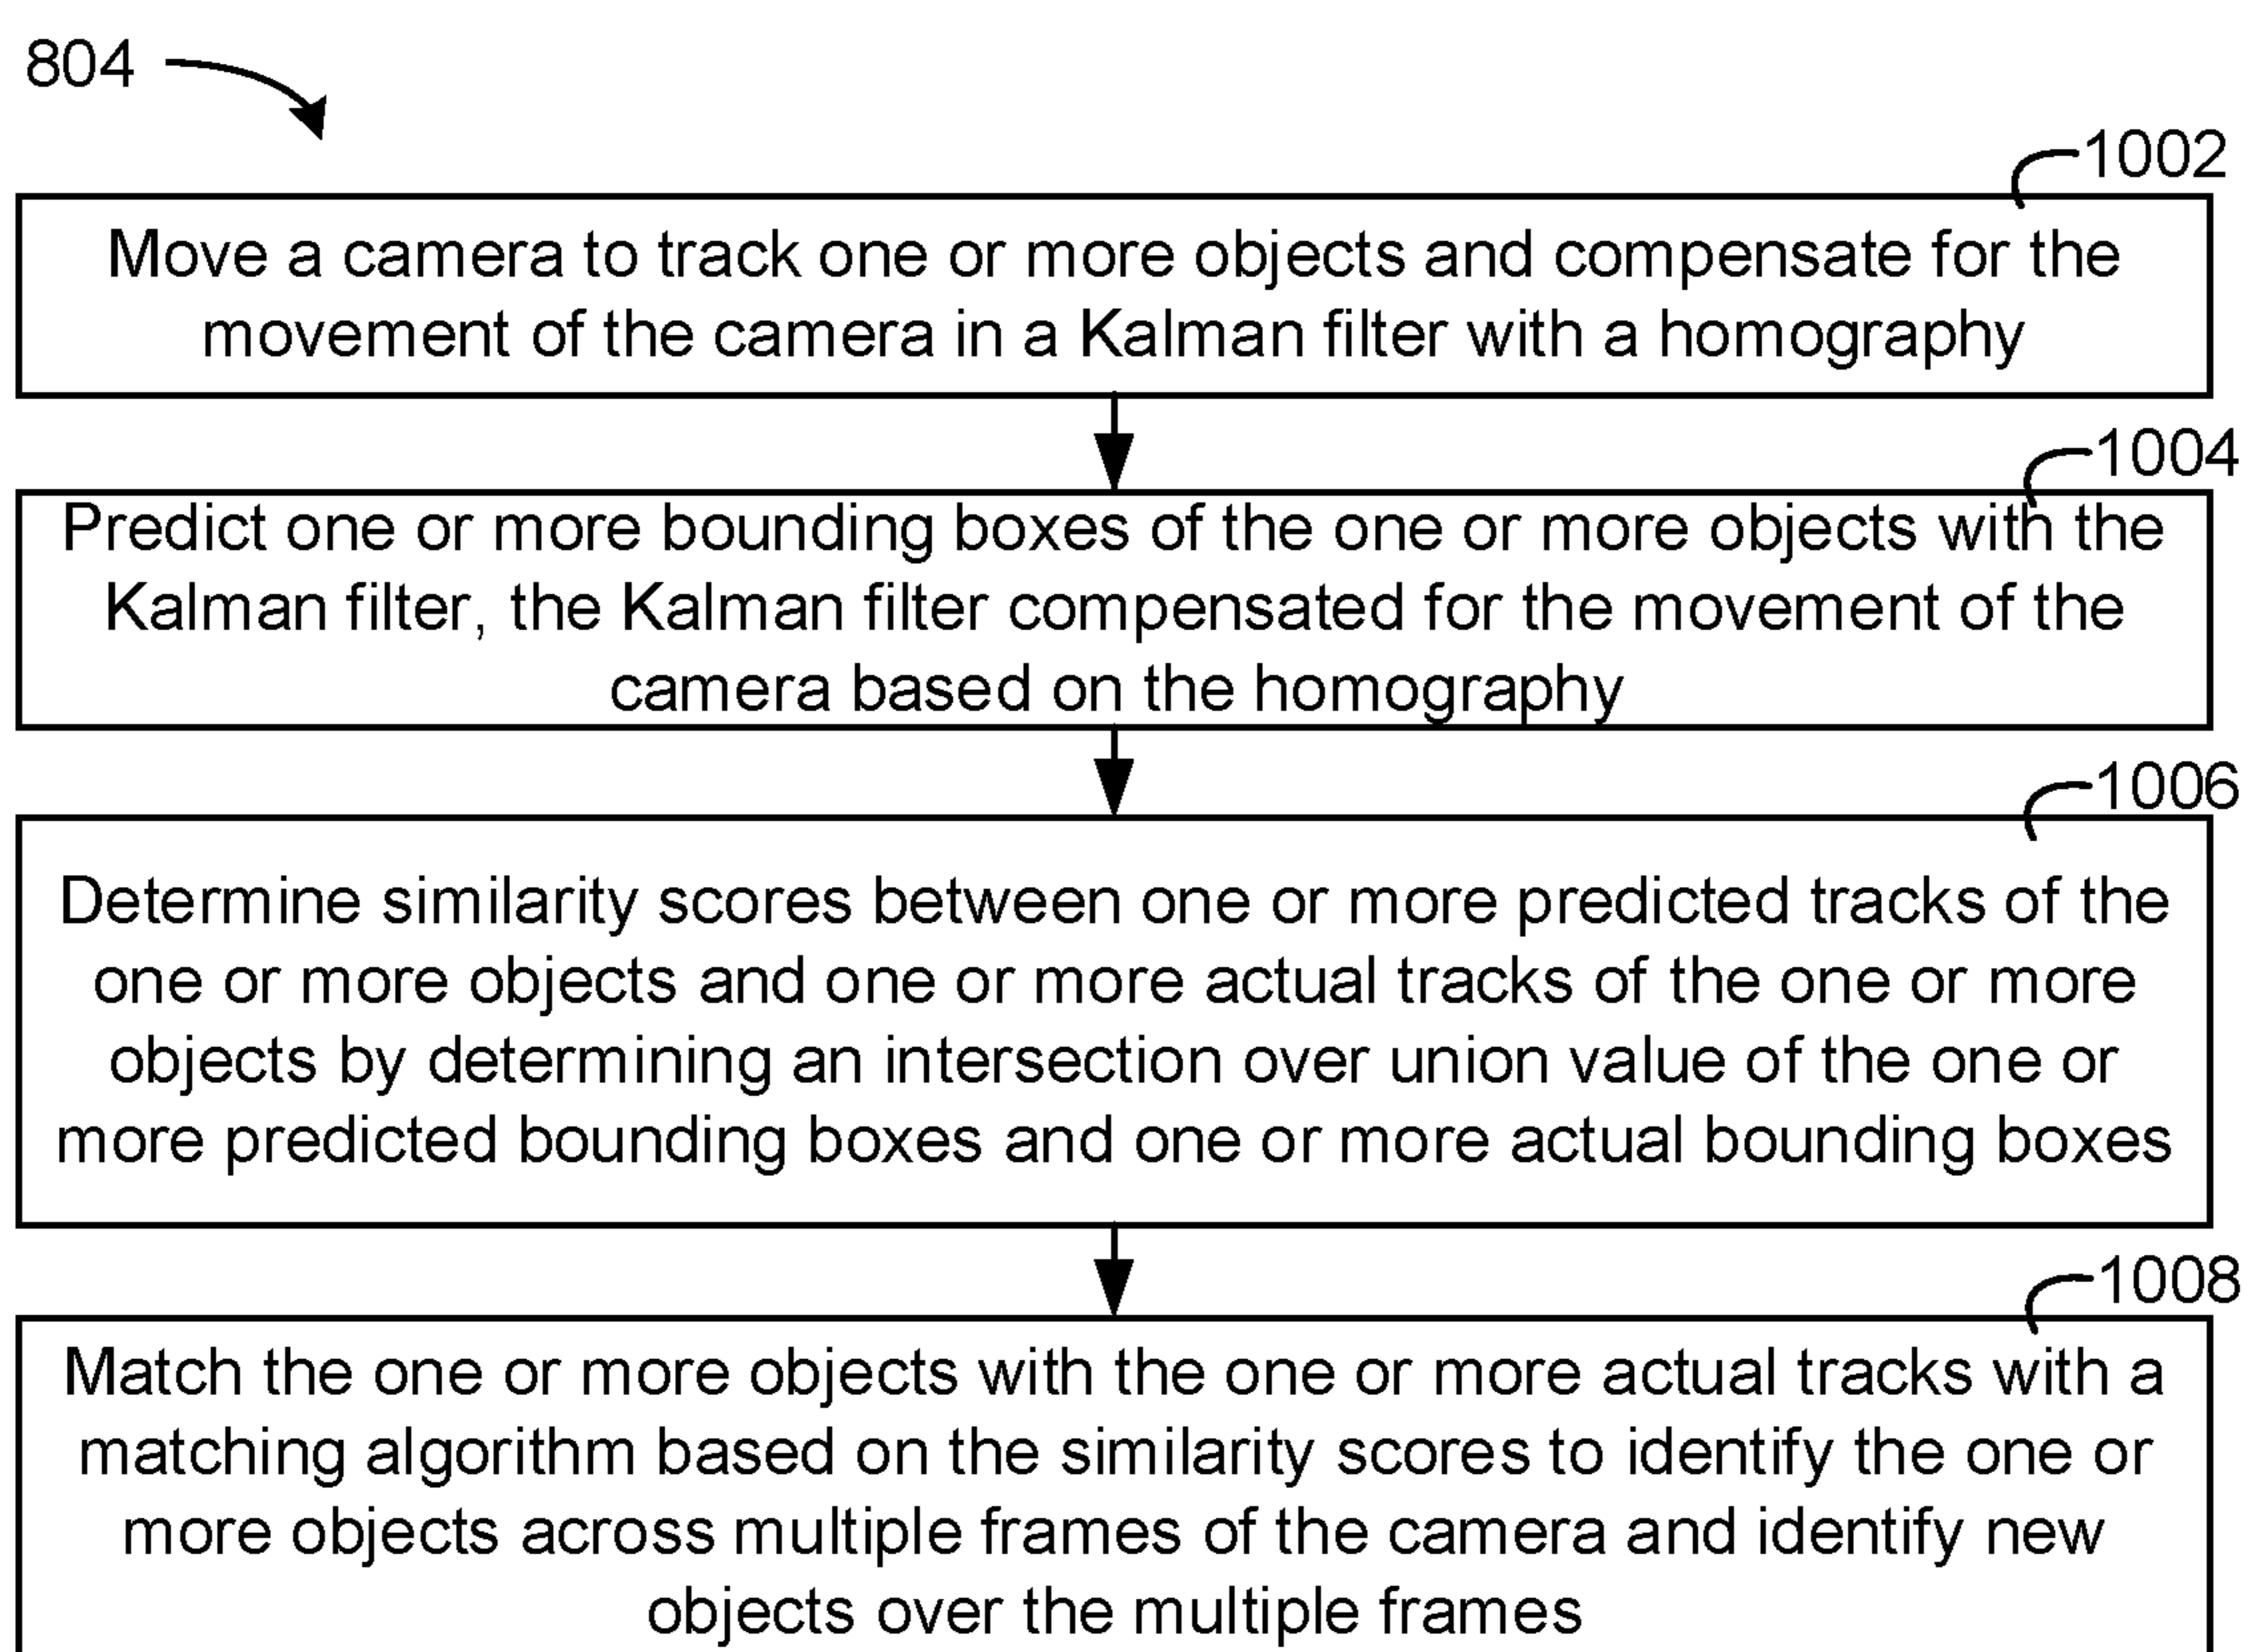 804
1002
Move a camera to track one or more objects and compensate for the
movement of the camera in a Kalman filter with a homography
1004
Predict one or more bounding boxes of the one or more objects with the
Kalman filter, the Kalman filter compensated for the movement of the
camera based on the homography
1006
Determine similarity scores between one or more predicted tracks of the
one or more objects and one or more actual tracks of the one or more
objects by determining an intersection over union value of the one or
more predicted bounding boxes and one or more actual bounding boxes
1008
Match the one or more objects with the one or more actual tracks with a
matching algorithm based on the similarity scores to identify the one or
more objects across multiple frames of the camera and identify new
objects over the multiple frames